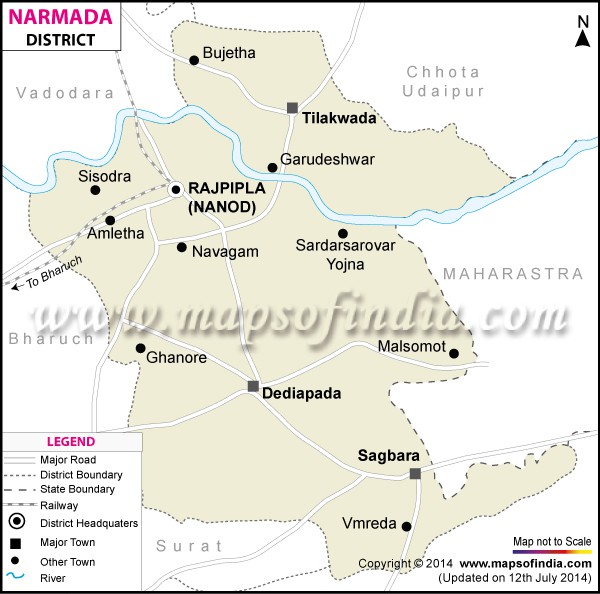 NARMADA
DISTRICT
N
Bujetha
Chhota
Udaipur
Vadodara
Tilakwada
Garudeshwar
Sisodra
RAJPIPLA
(NANOD)
Amletha
Navagam
Sardarsarovar
Yojna
To Bharuch
MAHARASTRA
www.mapsofindia.com
Bharuch
Ghanore
Malsomot
Dediapada
Sagbara
LEGEND
Major Road
District Boundary
State Boundary
Railway
District Headquaters
Major Town
Other Town
River
Vmreda
Surat
Map not to Scale
Copyright © 2014 www.mapsofindia.com
(Updated on 12th July 2014)